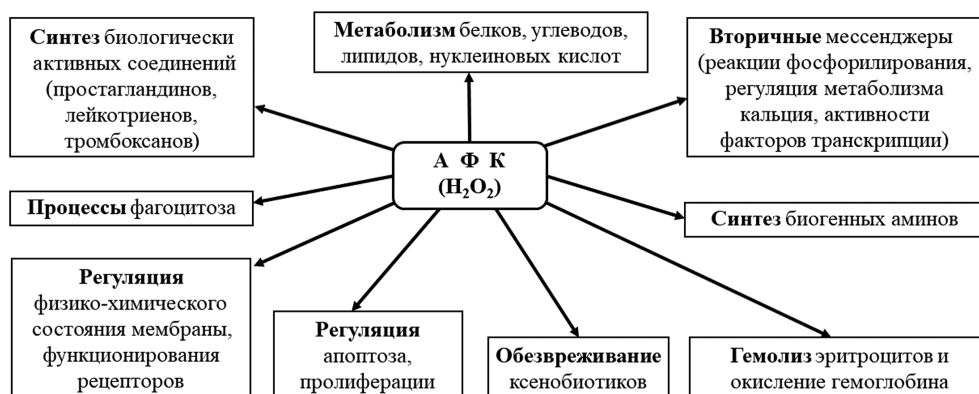 Синтез биологически
активных соединений
(простагландинов,
лейкотриенов,
тромбоксанов)
Метаболизм белков, углеводов,
липидов, нуклеиновых кислот
Вторичные мессенджеры
(реакции фосфорилирования,
регуляция метаболизма
кальция, активности
факторов транскрипции)
А Ф К
(H₂O₂)
Процессы фагоцитоза
Синтез биогенных аминов
Регуляция
физико-химического
состояния мембраны,
функционирования
рецепторов
Регуляция
апоптоза,
пролиферации
Обезвреживание
ксенобиотиков
Гемолиз эритроцитов и
окисление гемоглобина